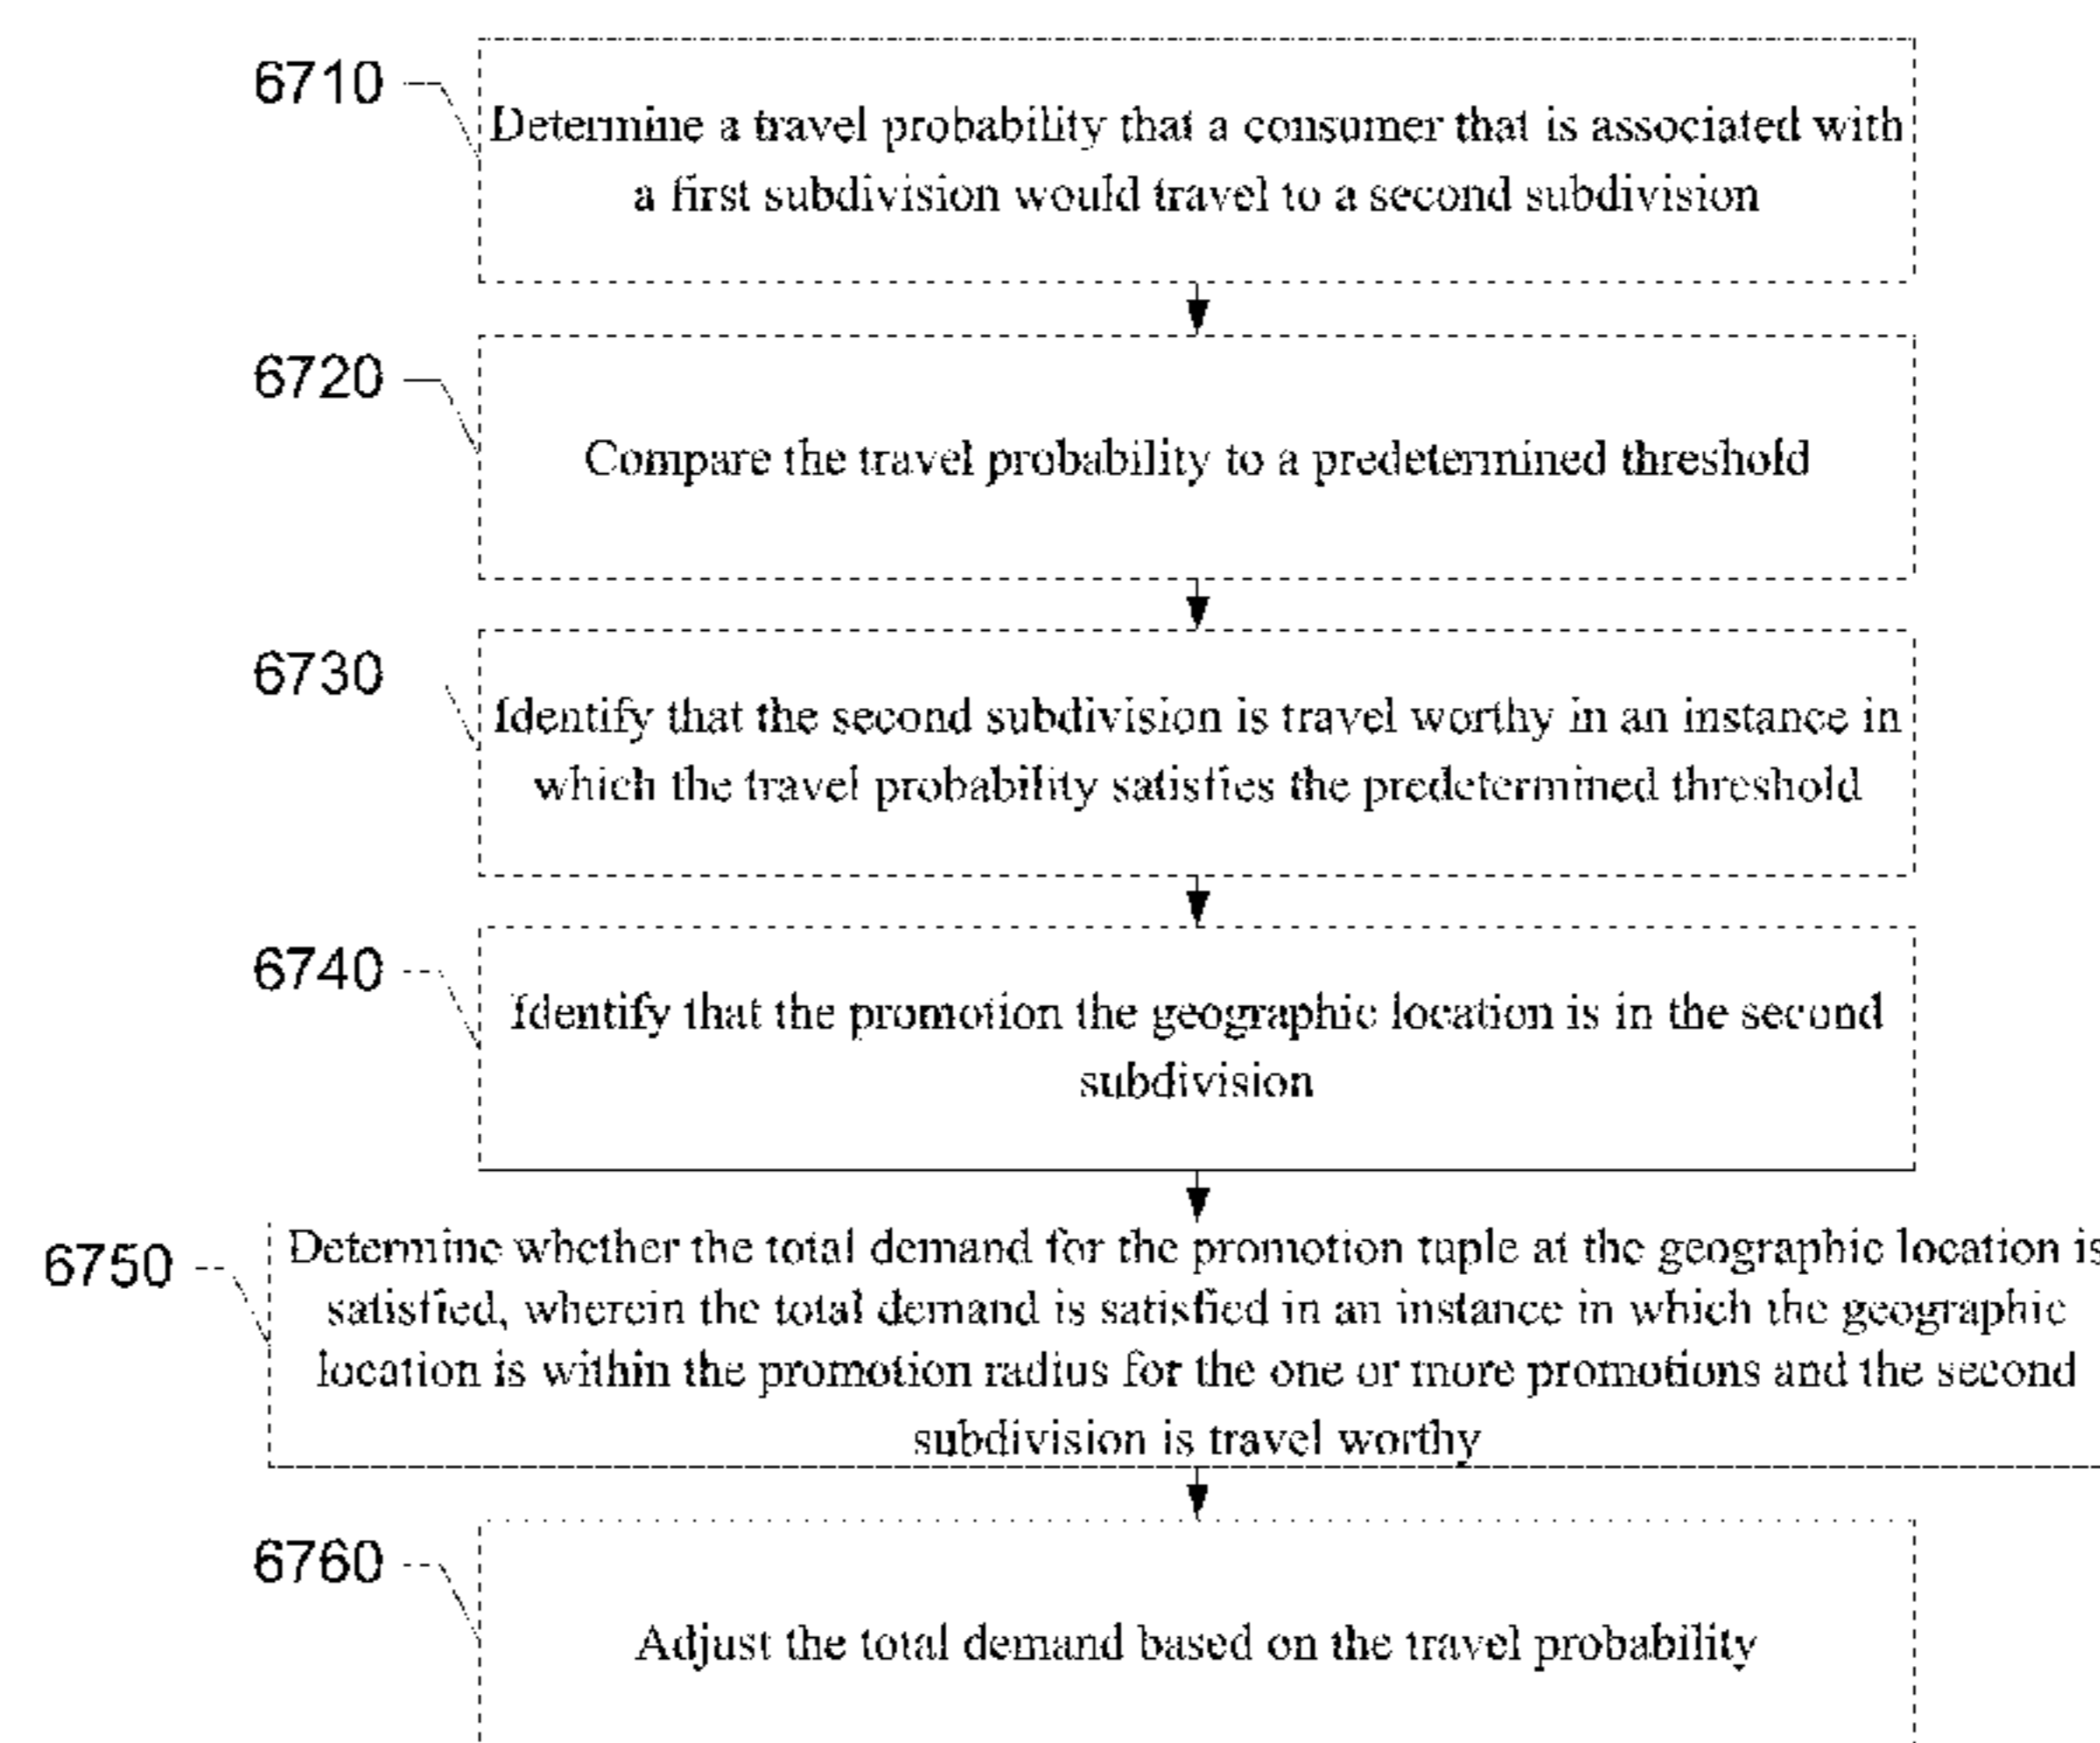 6710
Determine a travel probability that a consumer that is associated with
a first subdivision would travel to a second subdivision
6720
Compare the travel probability to a predetermined threshold
6730
Identify that the second subdivision is travel worthy in an instance in
which the travel probability satisfies the predetermined threshold
6740
Identify that the promotion the geographic location is in the second
subdivision
6750
Determine whether the total demand for the promotion tuple at the geographic location is
satisfied, wherein the total demand is satisfied in an instance in which the geographic
location is within the promotion radius for the one or more promotions and the second
subdivision is travel worthy
6760
Adjust the total demand based on the travel probability